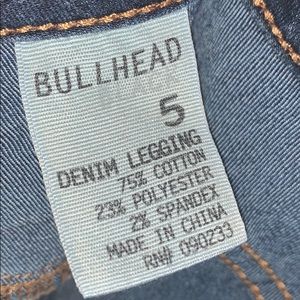 BULLHEAD
5
DENIM LEGGING
75% COTTON
23% POLYESTER
2% SPANDEX
MADE IN CHINA
RN# 090233